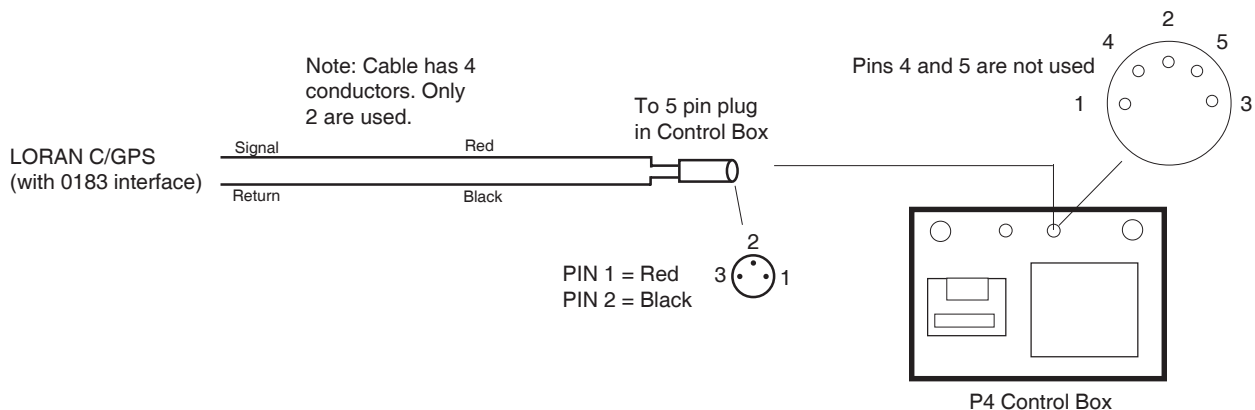 Note: Cable has 4
conductors. Only
2 are used.
LORAN C/GPS
(with 0183 interface)
Signal
Red
Return
Black
To 5 pin plug
in Control Box
2
3
1
PIN 1 = Red
PIN 2 = Black
Pins 4 and 5 are not used
2
4
5
1
3
P4 Control Box